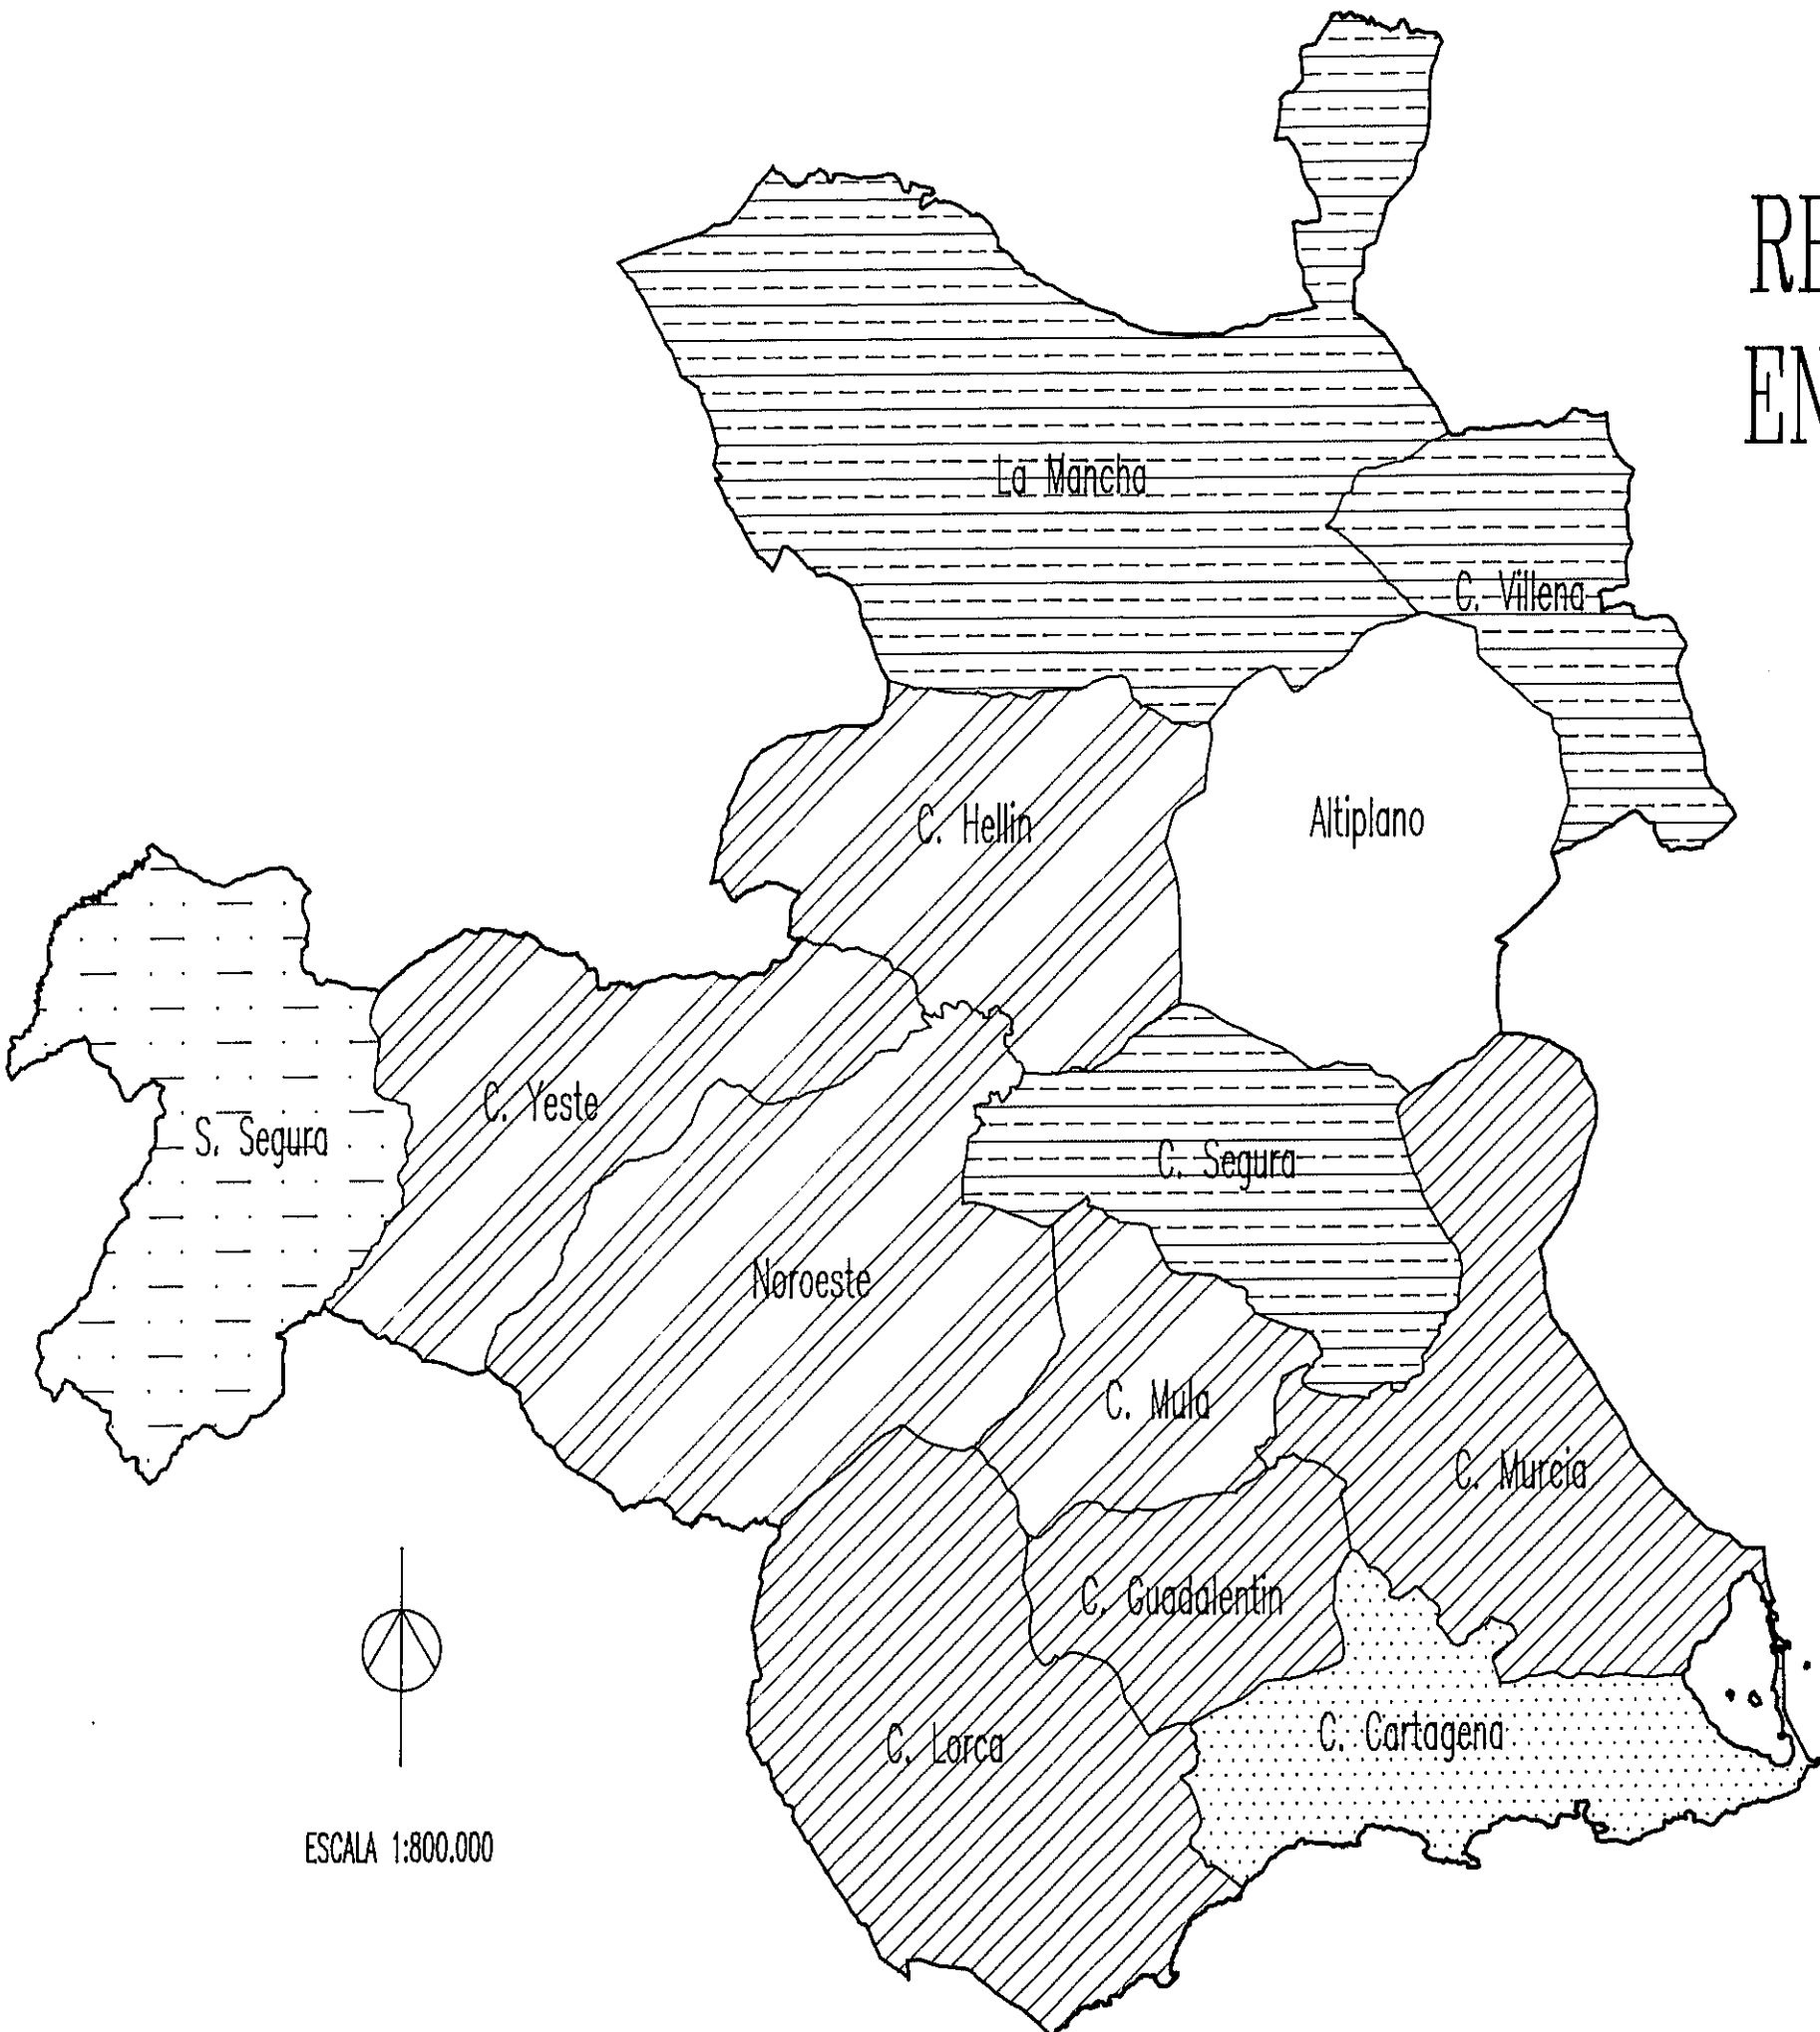 La Mancha
C. Villena
C. Hellin
Altiplano
C. Yeste
S. Segura
C. Segura
Noroeste
C. Mula
C. Murcia
C. Guadalentin
C. Lorca
C. Cartagena
ESCALA 1:800.000